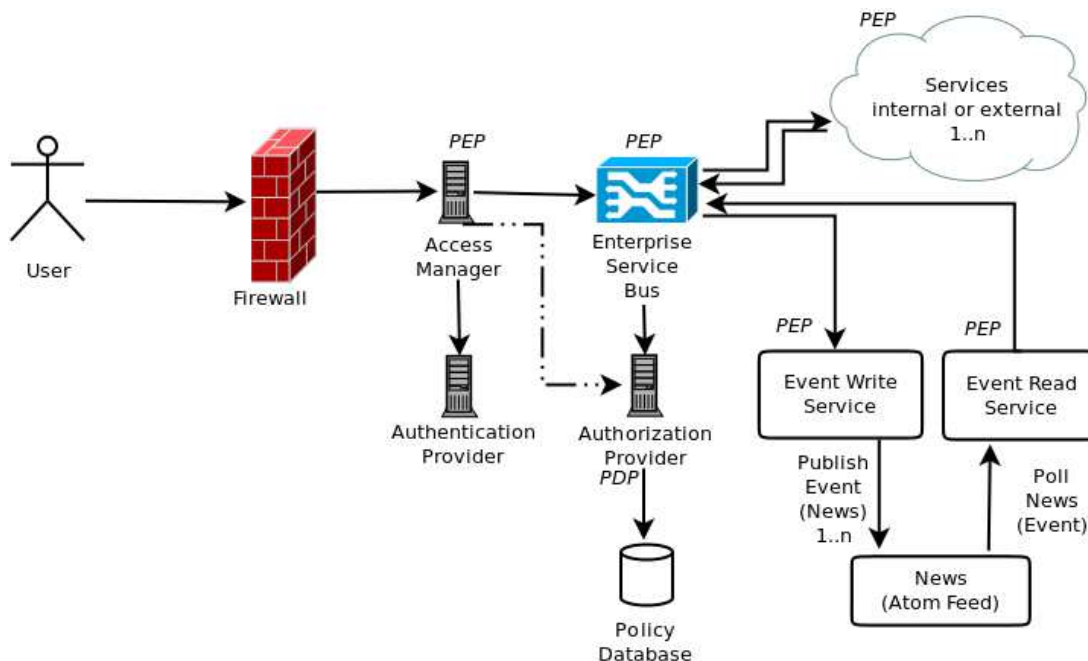 PEP
Services
internal or external
1..n
PEP
PEP
User
Firewall
Access
Manager
Enterprise
Service
Bus
PEP
PEP
Event Write
Service
Event Read
Service
Authentication
Provider
Authorization
Provider
PDP
Publish
Event
(News)
1..n
Poll
News
(Event)
News
(Atom Feed)
Policy
Database